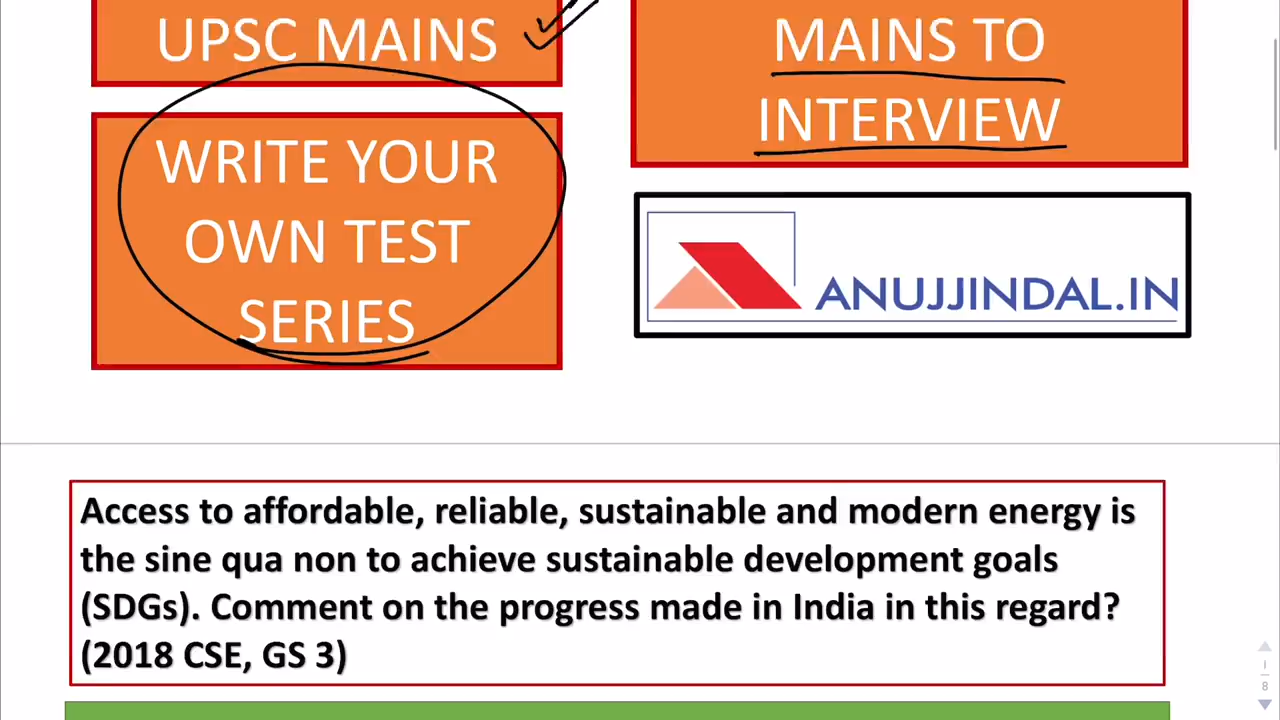 UPSC MAINS
WRITE YOUR
OWN TEST
SERIES
MAINS TO
INTERVIEW
ANUJJINDAL.IN
Access to affordable, reliable, sustainable and modern energy is
the sine qua non to achieve sustainable development goals
(SDGs). Comment on the progress made in India in this regard?
(2018 CSE, GS 3)
1
8